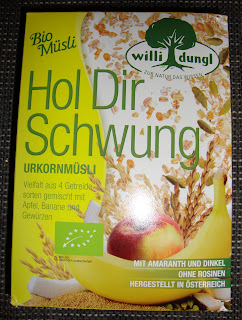 Bio
Müsli
willi dungl
ZUR NATUR DAS WISSEN
Hol Dir
Schwung
URKORNMÜSLI
Vielfalt aus 4 Getreide-
sorten gemischt mit
Apfel, Banane und
Gewürzen
MIT AMARANTH UND DINKEL
OHNE ROSINEN
HERGESTELLT IN ÖSTERREICH